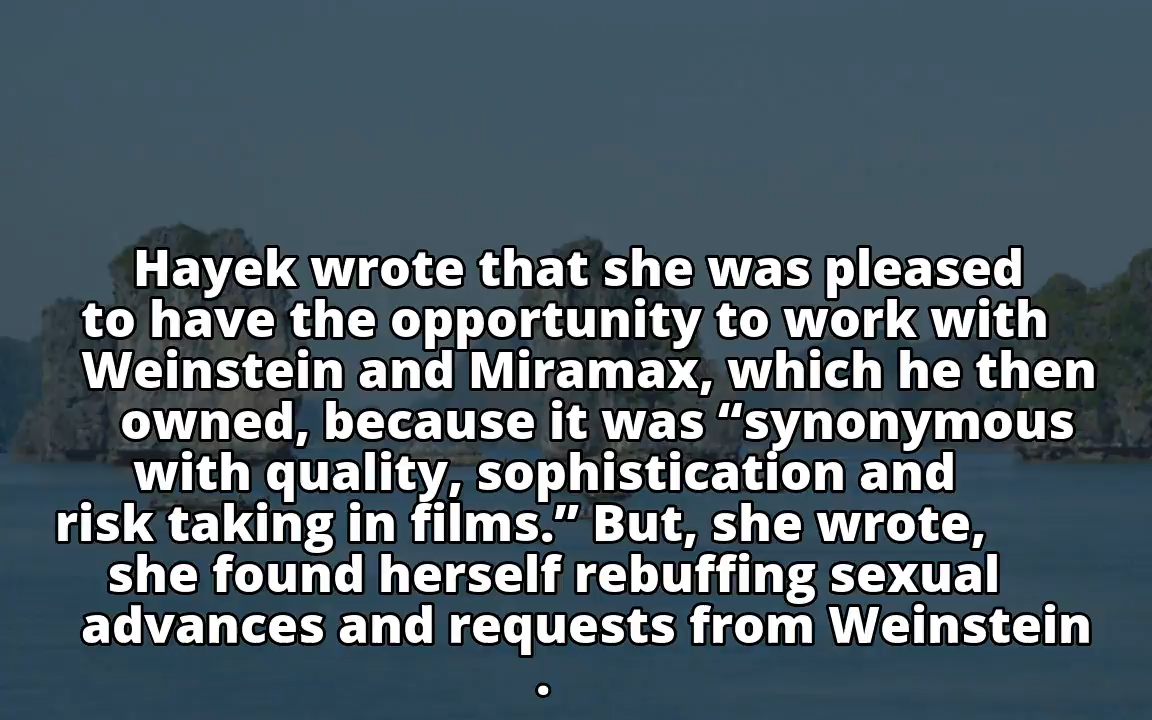 Hayek wrote that she was pleased
to have the opportunity to work with
Weinstein and Miramax, which he then
owned, because it was “synonymous
with quality, sophistication and
risk taking in films.” But, she wrote,
she found herself rebuffing sexual
advances and requests from Weinstein
.